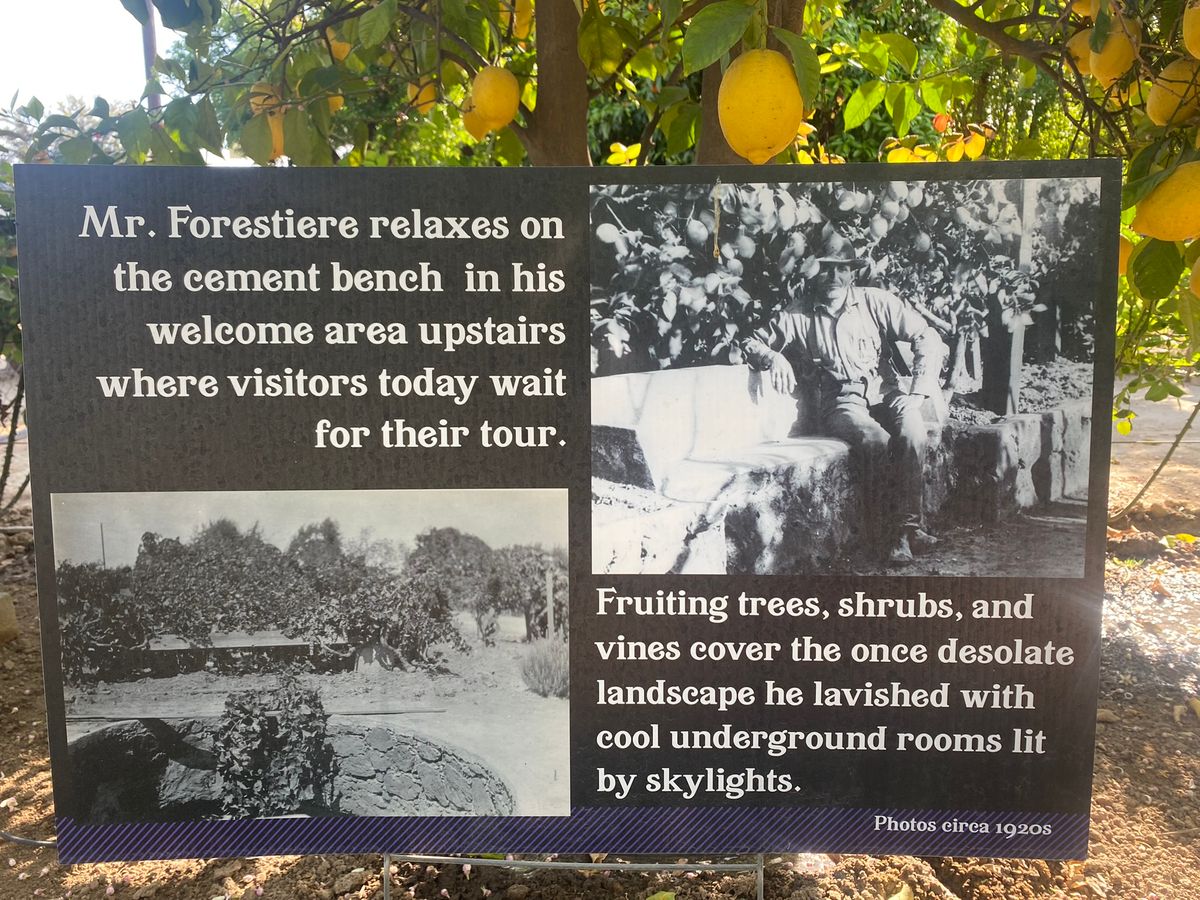 Mr. Forestiere relaxes on
the cement bench in his
welcome area upstairs
where visitors today wait
for their tour.
Fruiting trees, shrubs, and
vines cover the once desolate
landscape he lavished with
cool underground rooms lit
by skylights.
Photos circa 1920s